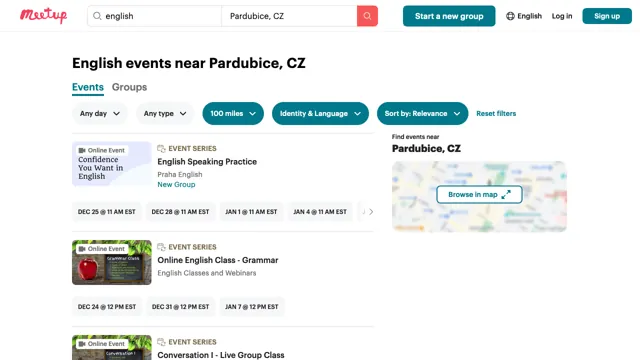 Meetup
english
Pardubice, CZ
Start a new group
English
Log in
Sign up
English events near Pardubice, CZ
Events
Groups
Any day
Any type
100 miles
Identity & Language
Sort by: Relevance
Reset filters
Online Event
Confidence
You Want in
English
EVENT SERIES
English Speaking Practice
Praha English
New Group
DEC 25 @ 11 AM EST
DEC 28 @ 11 AM EST
JAN 1 @ 11 AM EST
JAN 4 @ 11 AM EST
Find events near
Pardubice, CZ
Browse in map
Online Event
Grammar Class
EVENT SERIES
Online English Class - Grammar
English Classes and Webinars
DEC 24 @ 12 PM EST
DEC 31 @ 12 PM EST
JAN 7 @ 12 PM EST
Online Event
Conversation 1
EVENT SERIES
Conversation I - Live Group Class